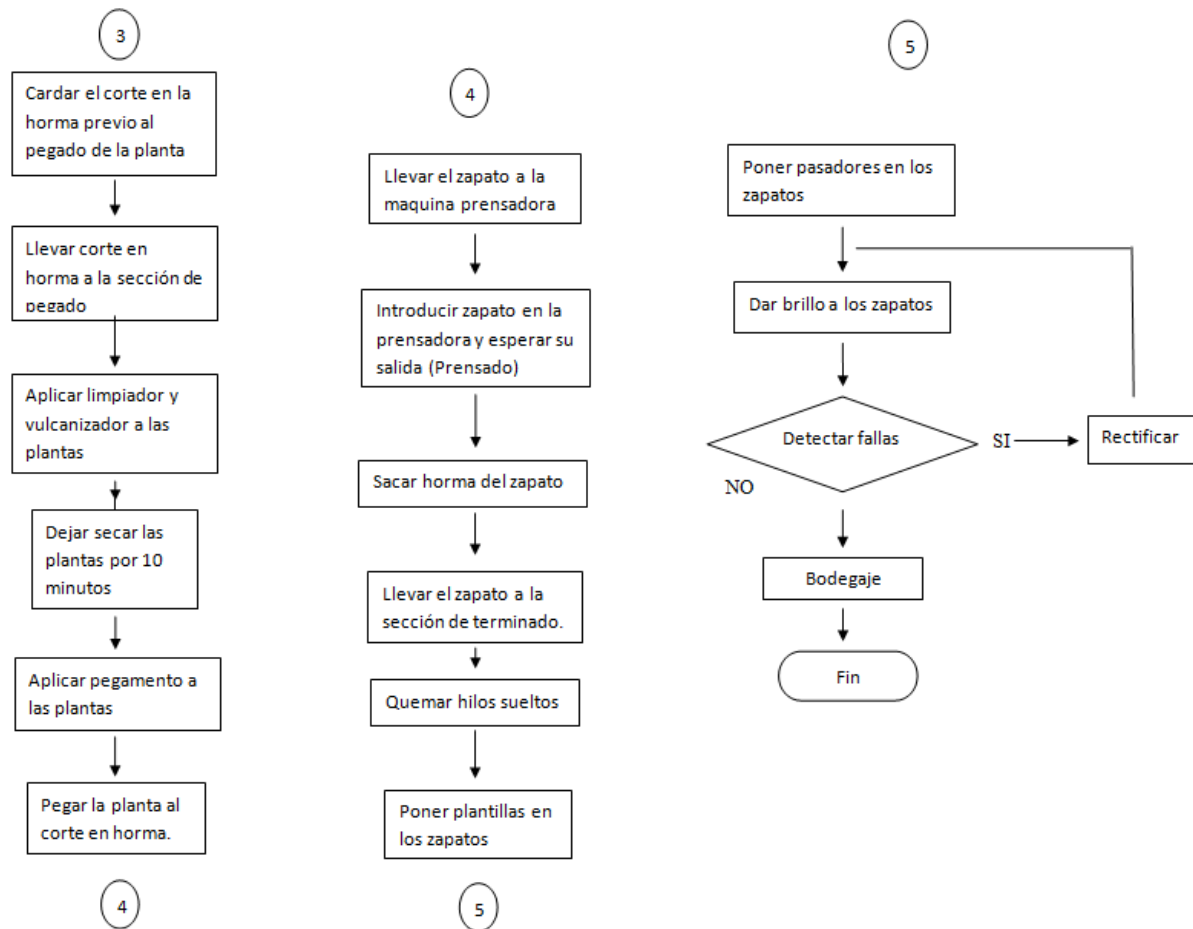 3
Cardar el corte en la
horma previo al
pegado de la planta
Llevar corte en
horma a la sección de
pegado
Aplicar limpiador y
vulcanizador a las
plantas
Dejar secar las
plantas por 10
minutos
Aplicar pegamento a
las plantas
Pegar la planta al
corte en horma.
4
4
Llevar el zapato a la
maquina prensadora
Introducir zapato en la
prensadora y esperar su
salida (Prensado)
Sacar horma del zapato
Llevar el zapato a la
sección de terminado.
Quemar hilos sueltos
Poner plantillas en
los zapatos
5
5
Poner pasadores en los
zapatos
Dar brillo a los zapatos
Detectar fallas
SI
Rectificar
NO
Bodegaje
Fin